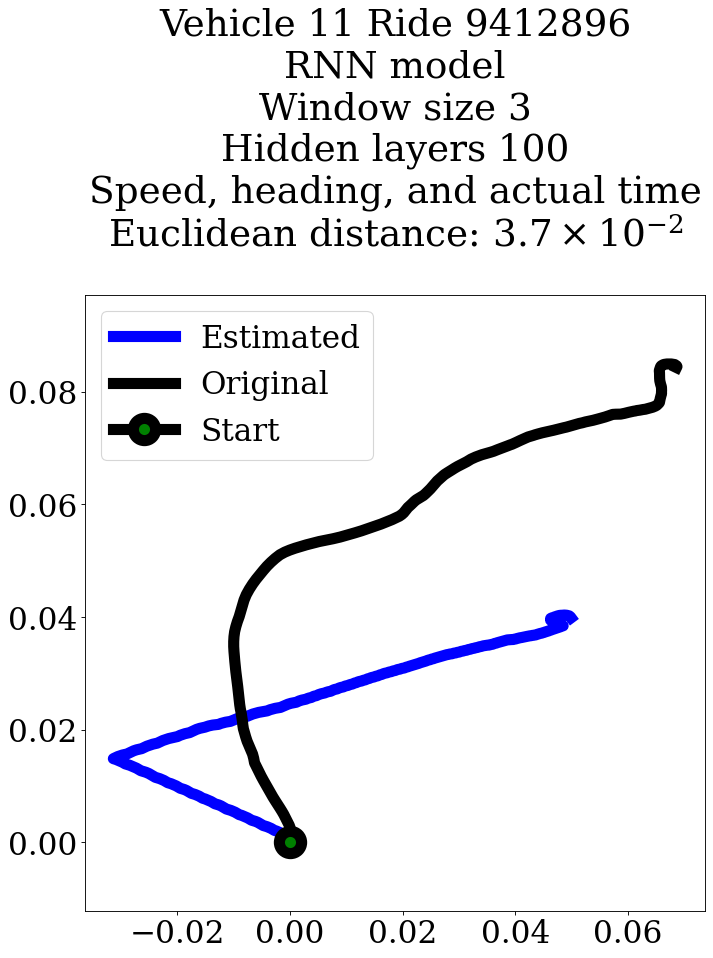 Vehicle 11 Ride 9412896
RNN model
Window size 3
Hidden layers 100
Speed, heading, and actual time
Euclidean distance: 3.7 × 10⁻²
Estimated
Original
Start
0.08
0.06
0.04
0.02
0.00
−0.02 0.00 0.02 0.04 0.06